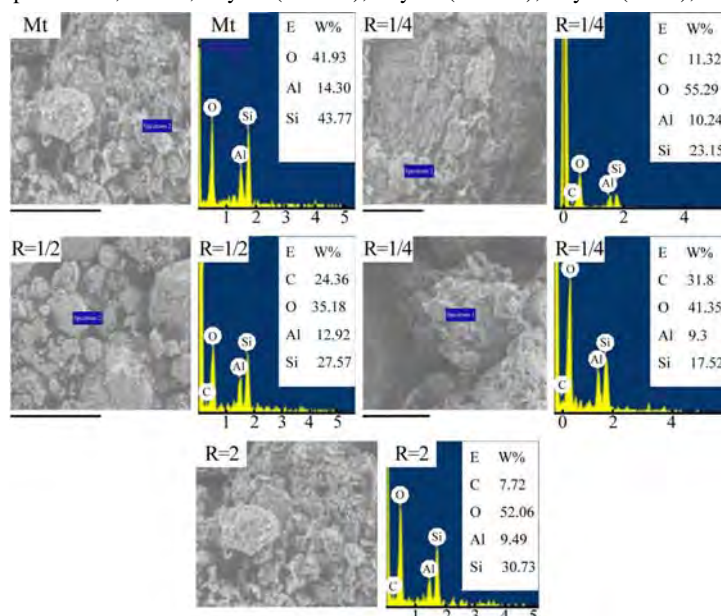 Mt
Mt
E W%
O 41.93
Al 14.30
Si 43.77
O
Al
Si
1 2 3 4 5
R=1/4
R=1/4
E W%
C 11.32
O 55.29
Al 10.24
Si 23.15
C
O
Al
Si
0 2 4
R=1/2
Spectrum 2
R=1/2
E W%
C 24.36
O 35.18
Al 12.92
Si 27.57
C
O
Al
Si
0 1 2 3 4 5
R=1/4
R=1/4
E W%
C 31.8
O 41.35
Al 9.3
Si 17.52
C
O
Al
Si
0 2 4
R=2
R=2
E W%
C 7.72
O 52.06
Al 9.49
Si 30.73
C
O
Al
Si
1 2 3 4 5